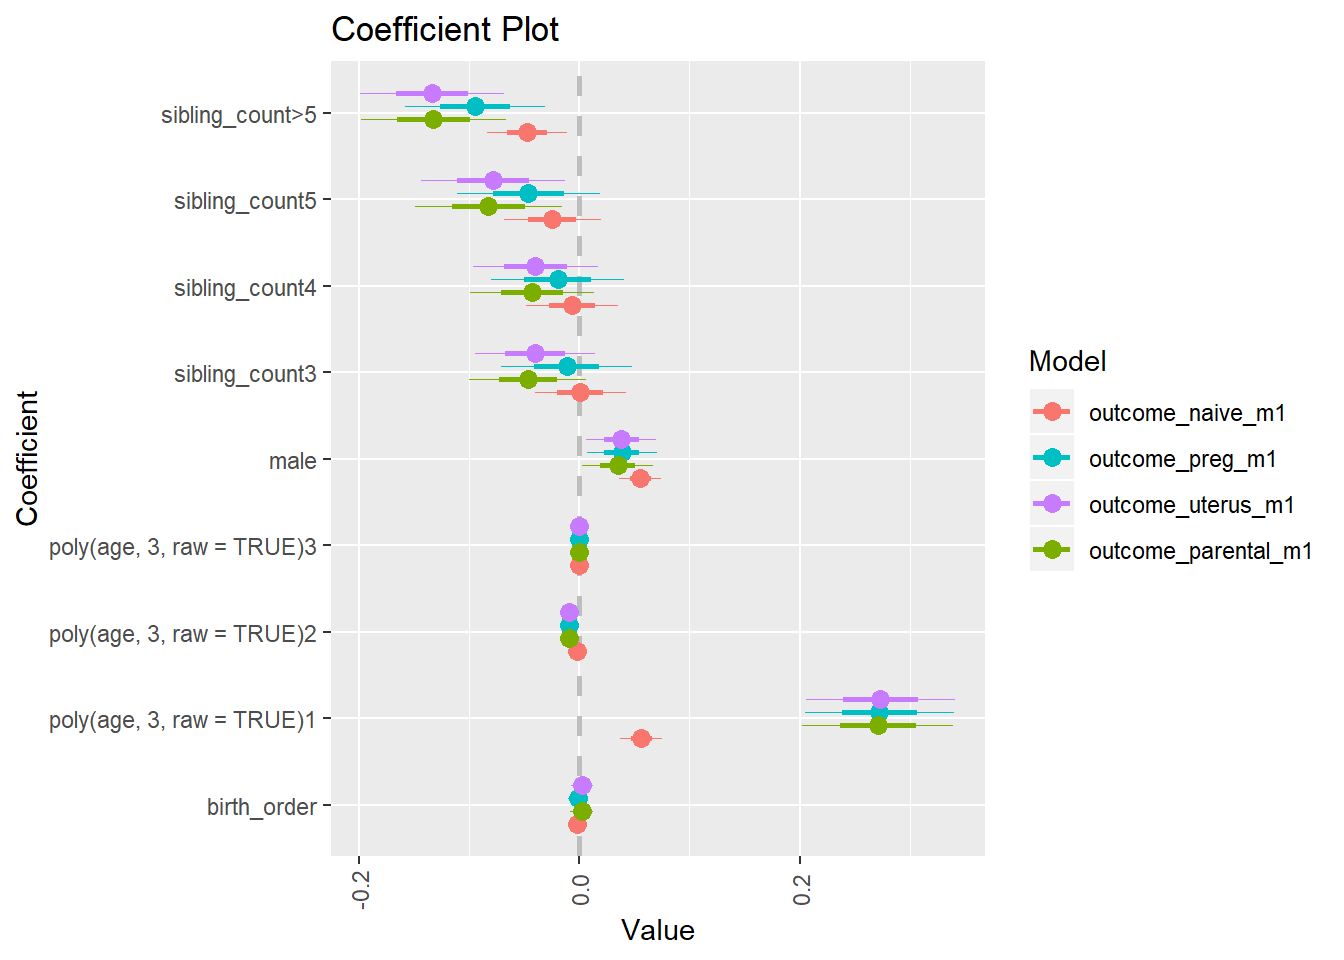 Coefficient Plot
Coefficient
sibling_count>5
sibling_count5
sibling_count4
sibling_count3
male
poly(age, 3, raw = TRUE)3
poly(age, 3, raw = TRUE)2
poly(age, 3, raw = TRUE)1
birth_order
-0.2
0.0
0.2
Value
Model
outcome_naive_m1
outcome_preg_m1
outcome_uterus_m1
outcome_parental_m1